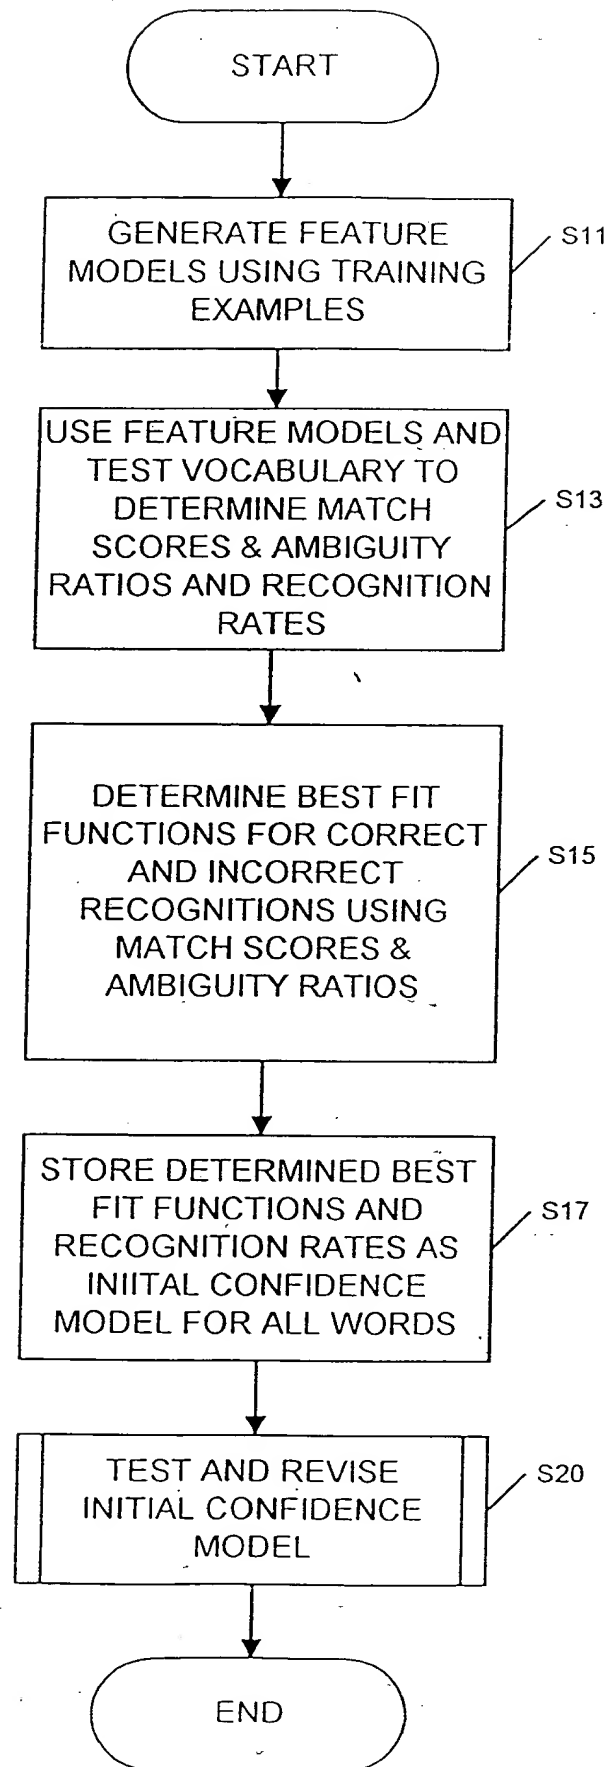 START
GENERATE FEATURE
MODELS USING TRAINING
EXAMPLES
S11
USE FEATURE MODELS AND
TEST VOCABULARY TO
DETERMINE MATCH
SCORES & AMBIGUITY
RATIOS AND RECOGNITION
RATES
S13
DETERMINE BEST FIT
FUNCTIONS FOR CORRECT
AND INCORRECT
RECOGNITIONS USING
MATCH SCORES &
AMBIGUITY RATIOS
S15
STORE DETERMINED BEST
FIT FUNCTIONS AND
RECOGNITION RATES AS
INIITAL CONFIDENCE
MODEL FOR ALL WORDS
S17
TEST AND REVISE
INITIAL CONFIDENCE
MODEL
S20
END